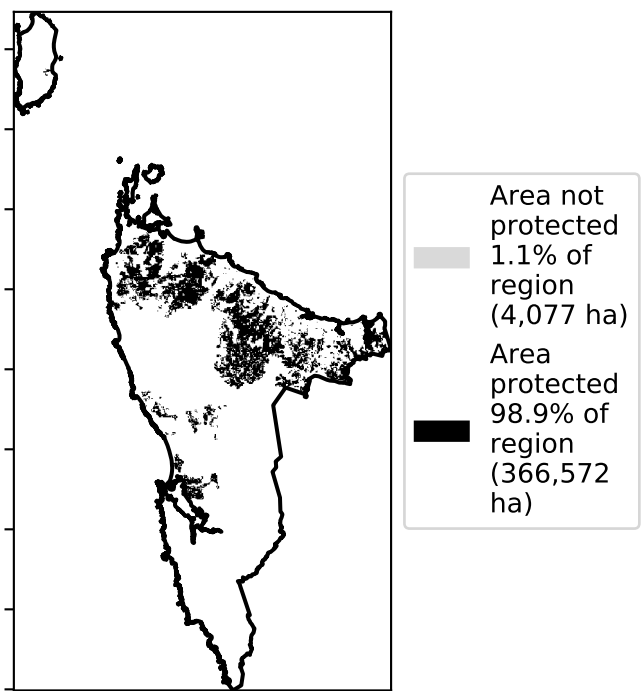 Area not
protected
1.1% of
region
(4,077 ha)
Area
protected
98.9% of
region
(366,572
ha)